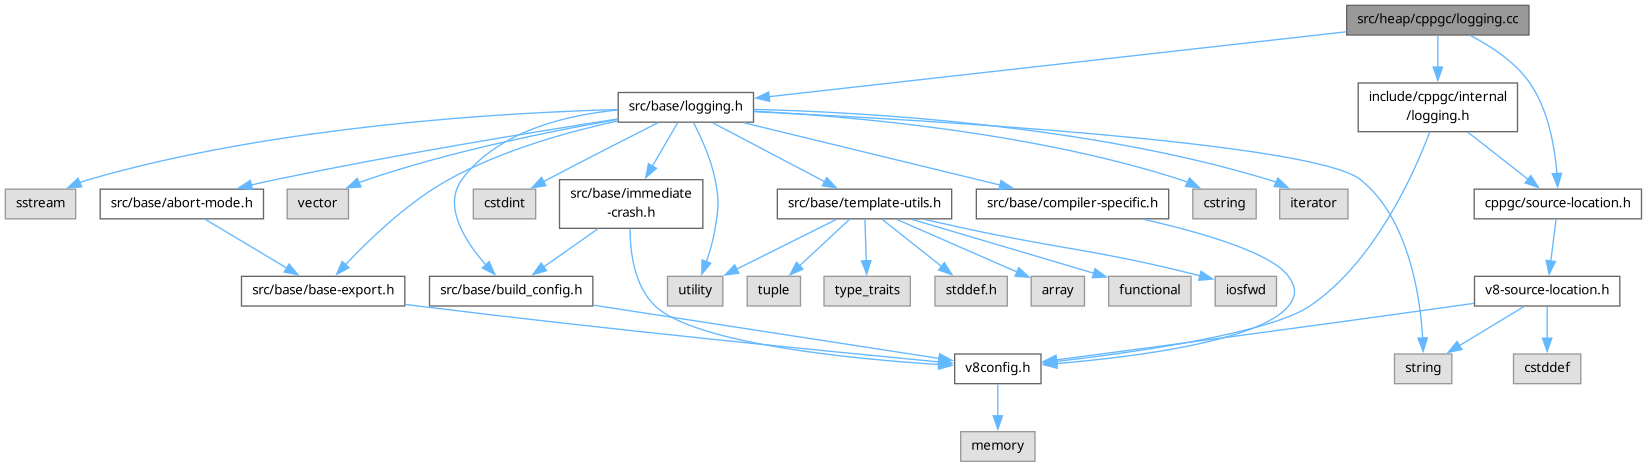 src/heap/cppgc/logging.cc
src/base/logging.h
include/cppgc/internal
/logging.h
sstream
src/base/abort-mode.h
vector
cstdint
src/base/immediate
-crash.h
src/base/template-utils.h
src/base/compiler-specific.h
cstring
iterator
cppgc/source-location.h
src/base/base-export.h
src/base/build_config.h
utility
tuple
type_traits
stddef.h
array
functional
iosfwd
v8-source-location.h
v8config.h
string
cstddef
memory